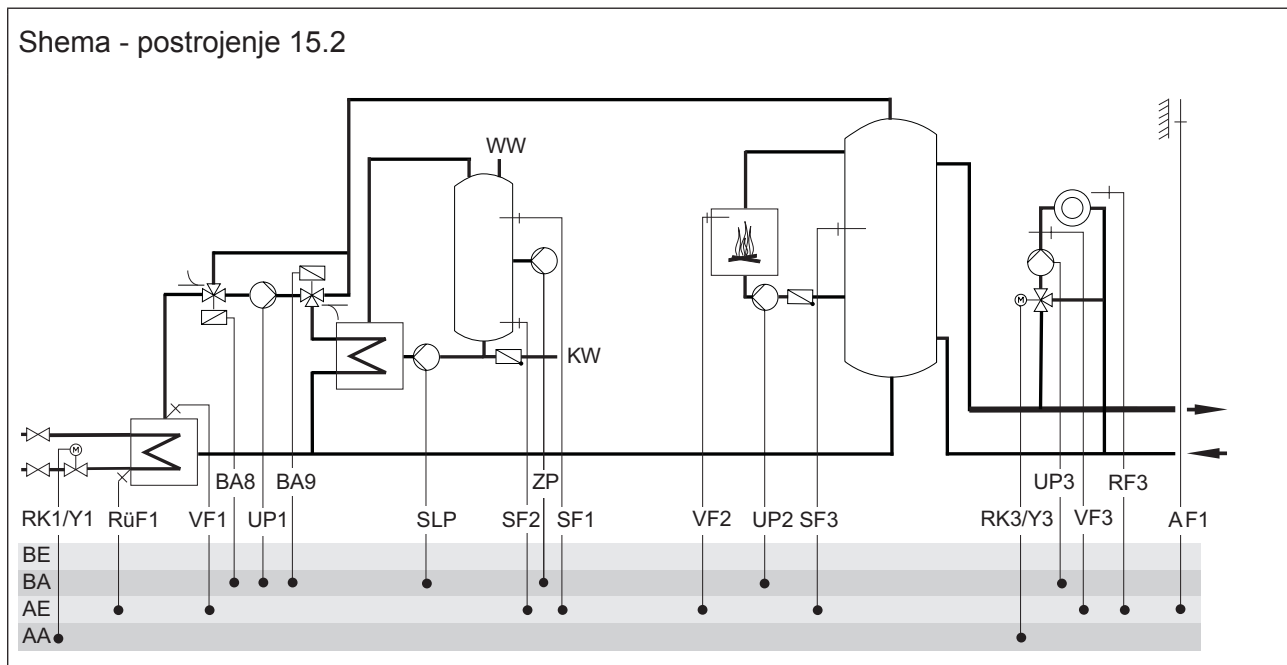 Shema - postrojenje 15.2
WW
KW
M
M
BA8 BA9 ZP UP3 RF3
RK1/Y1 RüF1 VF1 UP1 SLP SF2 SF1 VF2 UP2 SF3 RK3/Y3 VF3 AF1
BE
BA
AE
AA